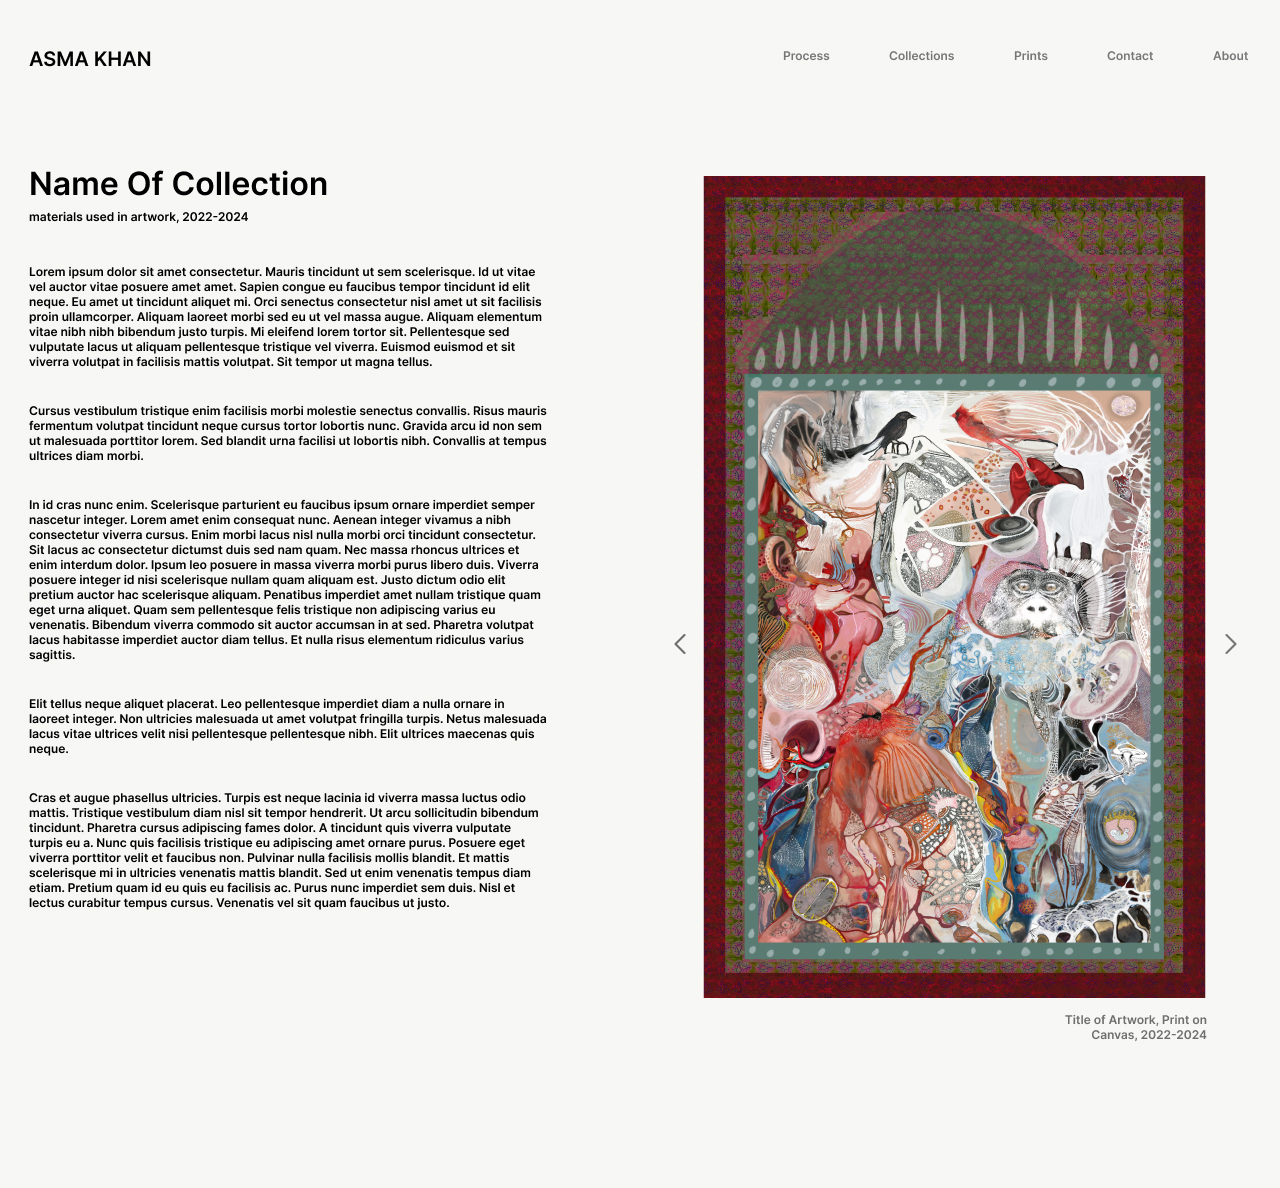 ASMA KHAN
Process Collections Prints Contact About
Name Of Collection
materials used in artwork, 2022-2024
Lorem ipsum dolor sit amet consectetur. Mauris tincidunt ut sem scelerisque. Id ut vitae
vel auctor vitae posuere amet amet. Sapien congue eu faucibus tempor tincidunt id elit
neque. Eu amet ut tincidunt aliquet mi. Orci senectus consectetur nisl amet ut sit facilisis
proin ullamcorper. Aliquam laoreet morbi sed eu ut vel massa augue. Aliquam elementum
vitae nibh nibh bibendum justo turpis. Mi eleifend lorem tortor sit. Pellentesque sed
vulputate lacus ut aliquam pellentesque tristique vel viverra. Euismod euismod et sit
viverra volutpat in facilisis mattis volutpat. Sit tempor ut magna tellus.
Cursus vestibulum tristique enim facilisis morbi molestie senectus convallis. Risus mauris
fermentum volutpat tincidunt neque cursus tortor lobortis nunc. Gravida arcu id non sem
ut malesuada porttitor lorem. Sed blandit urna facilisi ut lobortis nibh. Convallis at tempus
ultrices diam morbi.
In id cras nunc enim. Scelerisque parturient eu faucibus ipsum ornare imperdiet semper
nascetur integer. Lorem amet enim consequat nunc. Aenean integer vivamus a nibh
consectetur viverra cursus. Enim morbi lacus nisl nulla morbi orci tincidunt consectetur.
Sit lacus ac consectetur dictumst duis sed nam quam. Nec massa rhoncus ultrices et
enim interdum dolor. Ipsum leo posuere in massa viverra morbi purus libero duis. Viverra
posuere integer id nisi scelerisque nullam quam aliquam est. Justo dictum odio elit
pretium auctor hac scelerisque aliquam. Penatibus imperdiet amet nullam tristique quam
eget urna aliquet. Quam sem pellentesque felis tristique non adipiscing varius eu
venenatis. Bibendum viverra commodo sit auctor accumsan in at sed. Pharetra volutpat
lacus habitasse imperdiet auctor diam tellus. Et nulla risus elementum ridiculus varius
sagittis.
Elit tellus neque aliquet placerat. Leo pellentesque imperdiet diam a nulla ornare in
laoreet integer. Non ultricies malesuada ut amet volutpat fringilla turpis. Netus malesuada
lacus vitae ultrices velit nisi pellentesque pellentesque nibh. Elit ultrices maecenas quis
neque.
Cras et augue phasellus ultricies. Turpis est neque lacinia id viverra massa luctus odio
mattis. Tristique vestibulum diam nisl sit tempor hendrerit. Ut arcu sollicitudin bibendum
tincidunt. Pharetra cursus adipiscing fames dolor. A tincidunt quis viverra vulputate
turpis eu a. Nunc quis facilisis tristique eu adipiscing amet ornare purus. Posuere eget
viverra porttitor velit et faucibus non. Pulvinar nulla facilisis mollis blandit. Et mattis
scelerisque mi in ultricies venenatis mattis blandit. Sed ut enim venenatis tempus diam
etiam. Pretium quam id eu quis eu facilisis ac. Purus nunc imperdiet sem duis. Nisl et
lectus curabitur tempus cursus. Venenatis vel sit quam faucibus ut justo.
Title of Artwork, Print on
Canvas, 2022-2024